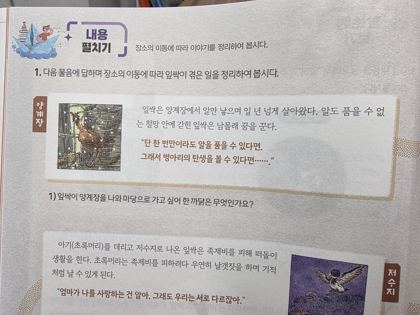 내용
펼치기
장소의 이동에 따라 이야기를 정리하여 봅시다.
1. 다음 물음에 답하며 장소의 이동에 따라 잎싹이 겪은 일을 정리하여 봅시다.
양계장
잎싹은 양계장에서 알만 낳으며 일 년 넘게 살아왔다. 알도 품을 수 없
는 철망 안에 갇힌 잎싹은 남몰래 꿈을 꾼다.
"단 한 번만이라도 알을 품을 수 있다면,
그래서 병아리의 탄생을 볼 수 있다면……."
1) 잎싹이 양계장을 나와 마당으로 가고 싶어 한 까닭은 무엇인가요?
아기(초록머리)를 데리고 저수지로 나온 잎싹은 족제비를 피해 떠돌이
생활을 한다. 초록머리는 족제비를 피하려다 우연히 날갯짓을 하며 기적
처럼 날 수 있게 된다.
"엄마가 나를 사랑하는 건 알아. 그래도 우리는 서로 다르잖아."
저수지